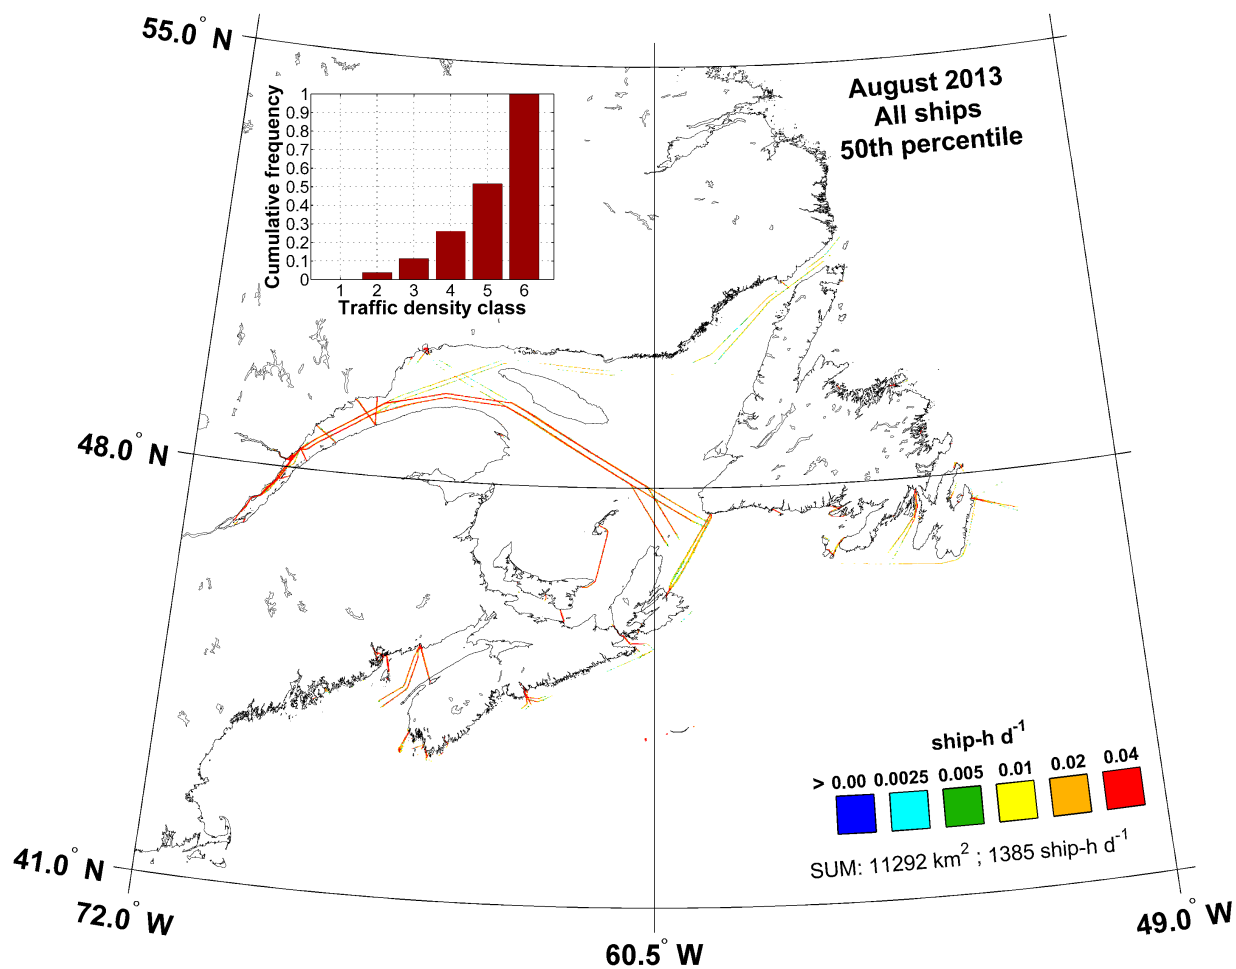 55.0° N
August 2013
All ships
50th percentile
Cumulative frequency
1
0.9
0.8
0.7
0.6
0.5
0.4
0.3
0.2
0.1
0
1 2 3 4 5 6
Traffic density class
48.0° N
ship-h d⁻¹
> 0.00 0.0025 0.005 0.01 0.02 0.04
SUM: 11292 km² ; 1385 ship-h d⁻¹
41.0° N
72.0° W
60.5° W
49.0° W